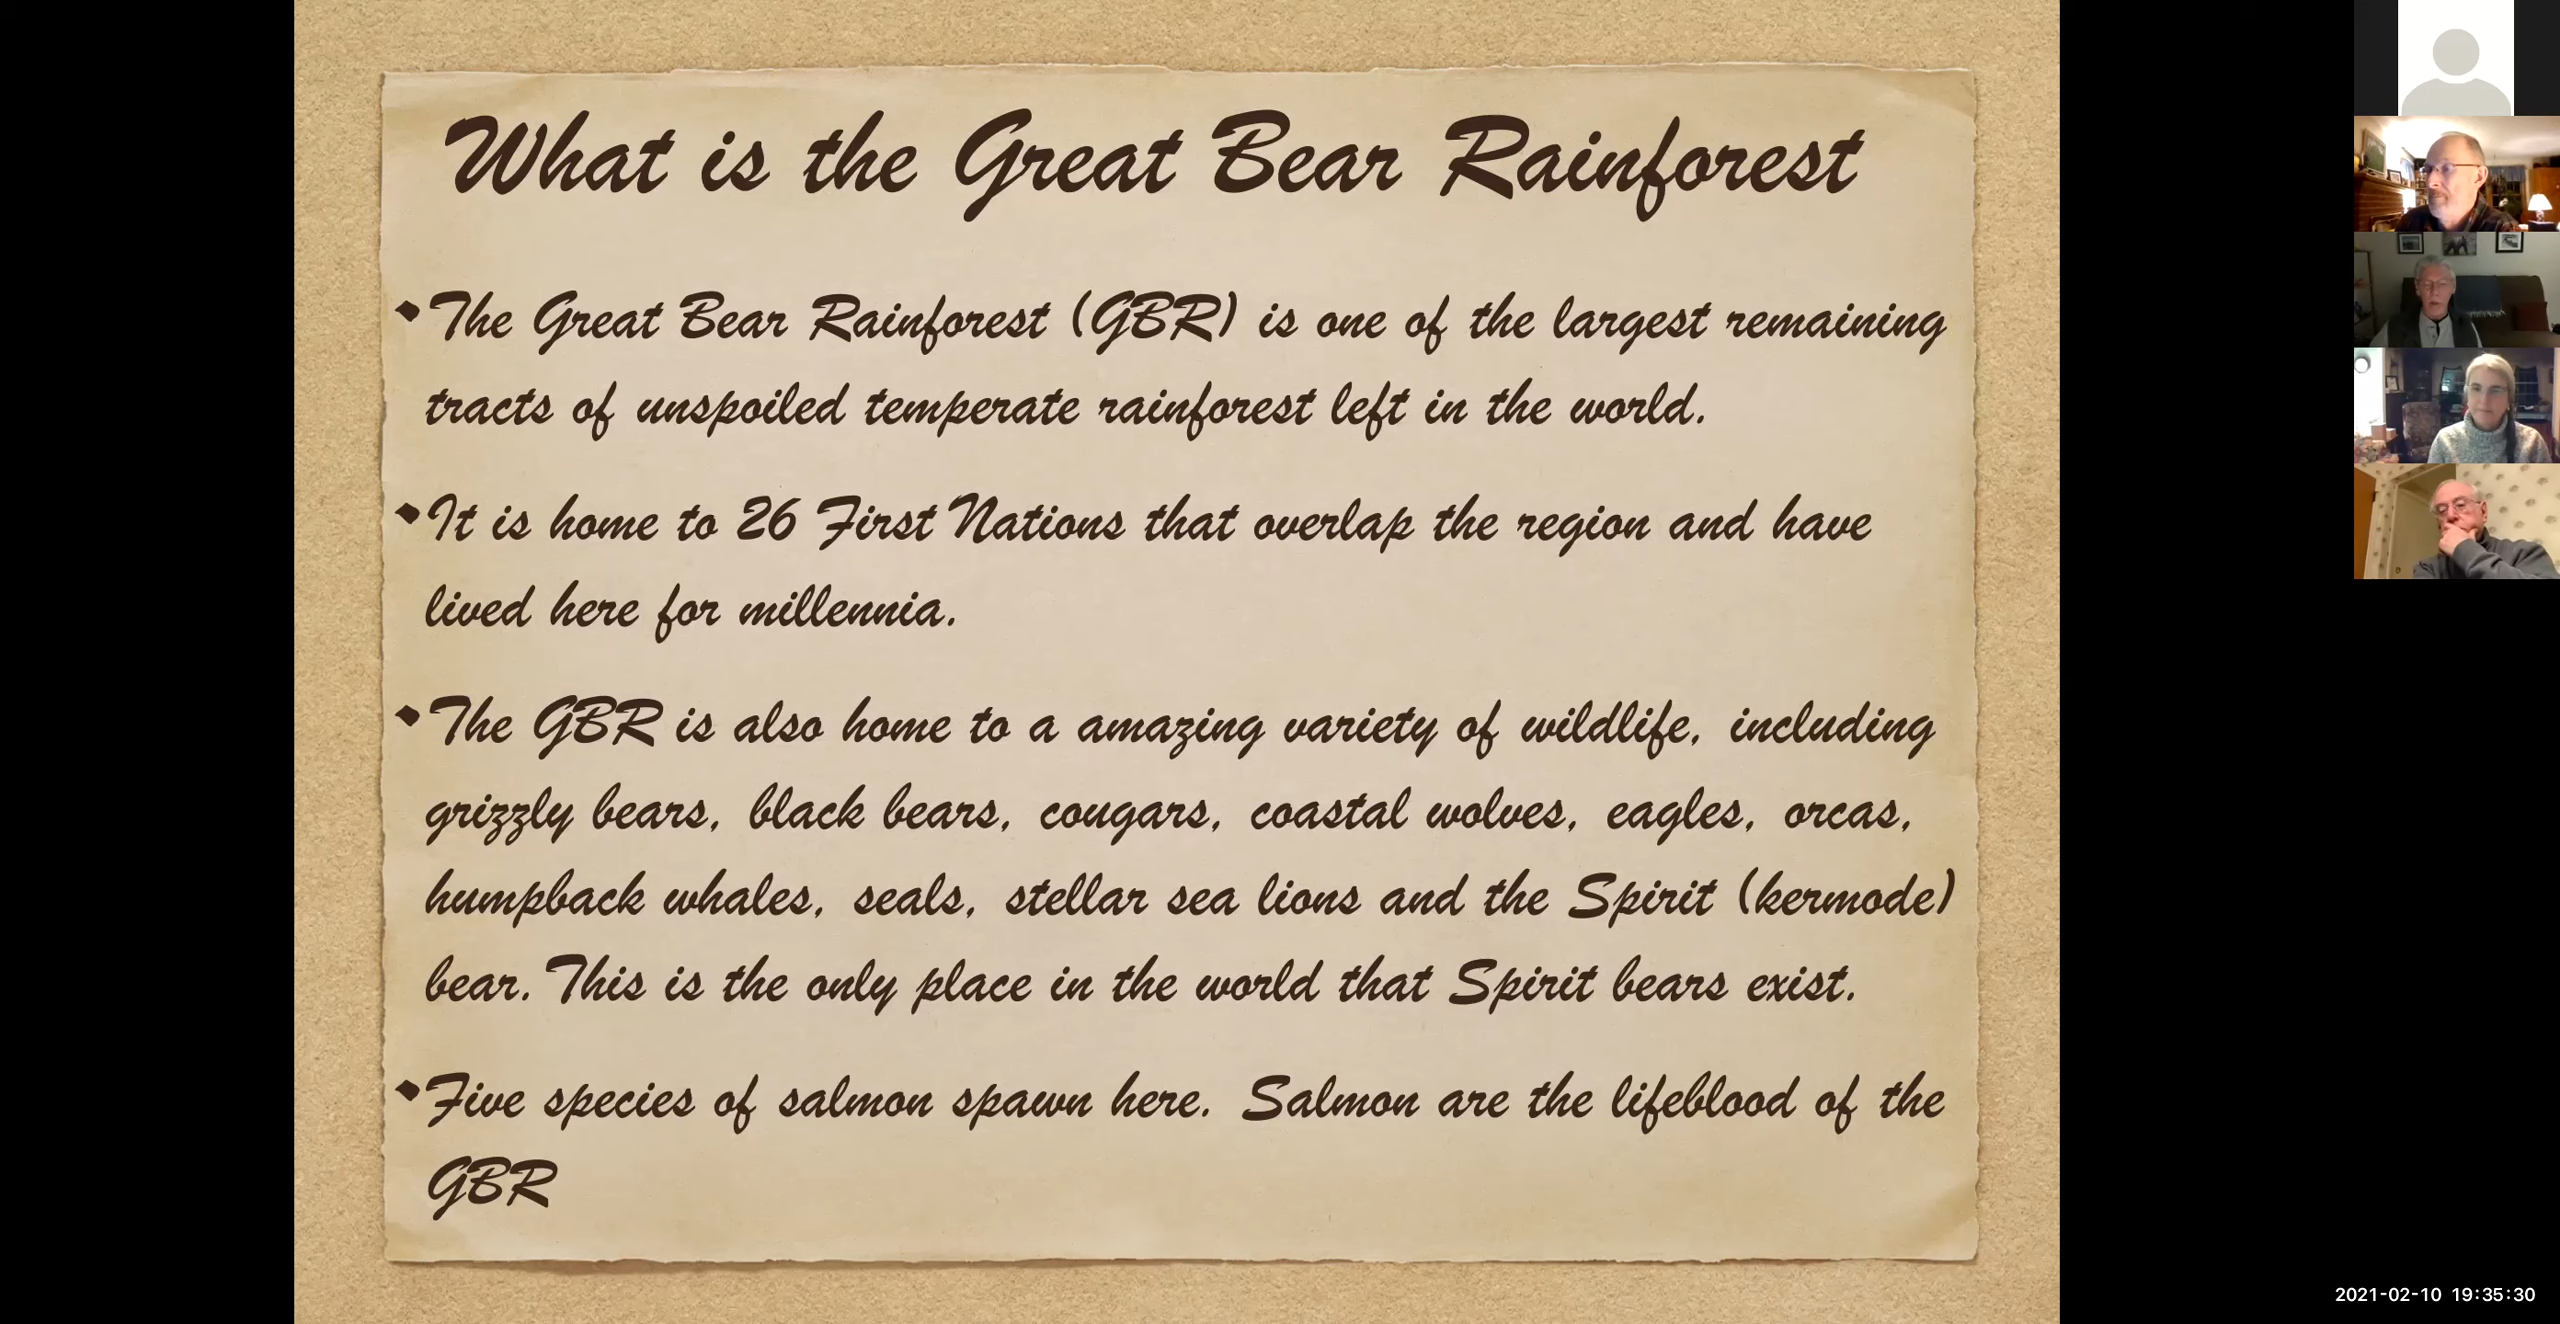 What is the Great Bear Rainforest
•The Great Bear Rainforest (GBR) is one of the largest remaining
tracts of unspoiled temperate rainforest left in the world.
•It is home to 26 First Nations that overlap the region and have
lived here for millennia.
•The GBR is also home to a amazing variety of wildlife, including
grizzly bears, black bears, cougars, coastal wolves, eagles, orcas,
humpback whales, seals, stellar sea lions and the Spirit (kermode)
bear. This is the only place in the world that Spirit bears exist.
•Five species of salmon spawn here. Salmon are the lifeblood of the
GBR
2021-02-10 19:35:30